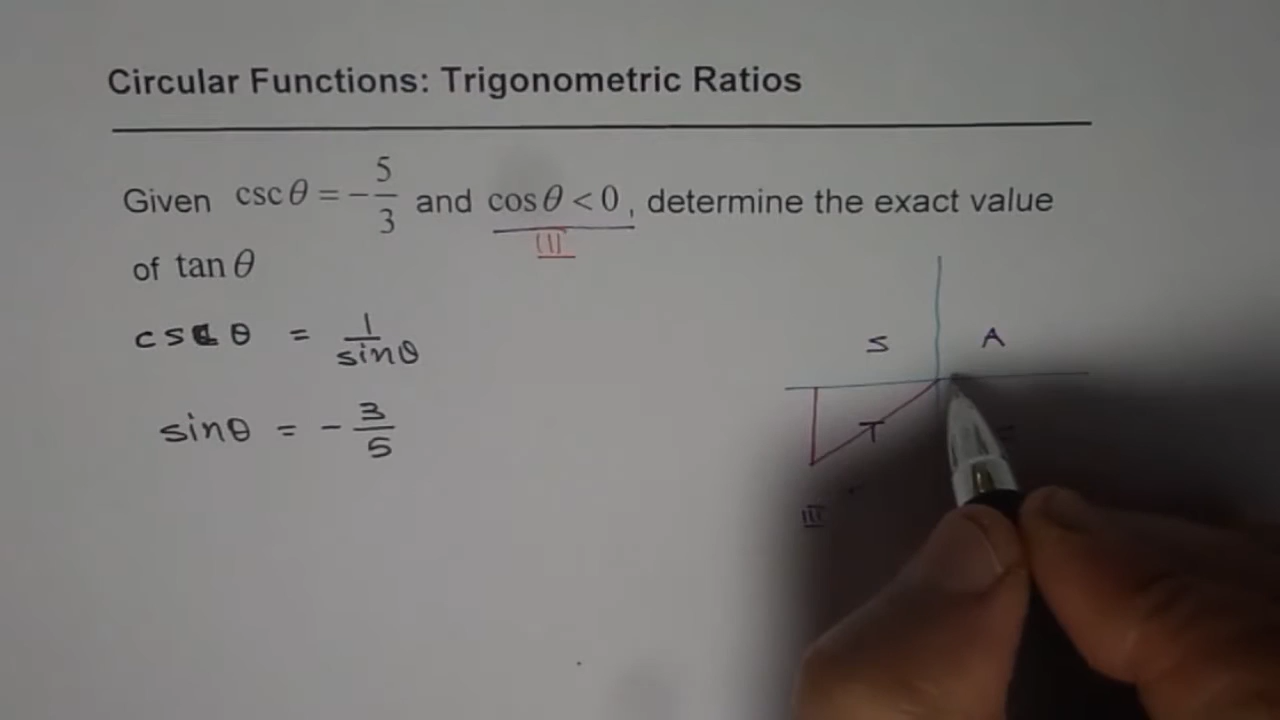 Circular Functions: Trigonometric Ratios
Given csc θ = -5/3 and cos θ < 0, determine the exact value
III
of tan θ
csc θ = 1/sinθ
S A
sinθ = -3/5
T
III